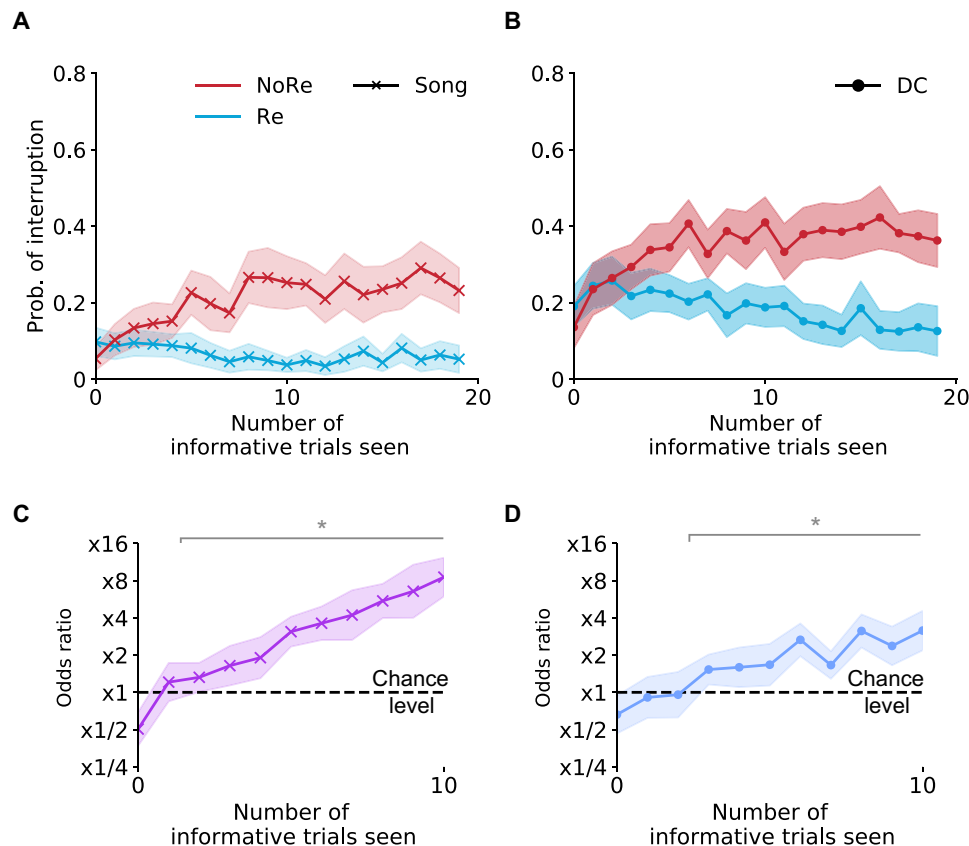 A
B
0.8
0.6
0.4
0.2
0
Prob. of interruption
NoRe
Re
Song
0
10
20
Number of
informative trials seen
0.8
0.6
0.4
0.2
0
DC
0
10
20
Number of
informative trials seen
C
D
*
x16
x8
x4
x2
x1
x1/2
x1/4
Odds ratio
Chance
level
0
10
Number of
informative trials seen
*
x16
x8
x4
x2
x1
x1/2
x1/4
Odds ratio
Chance
level
0
10
Number of
informative trials seen